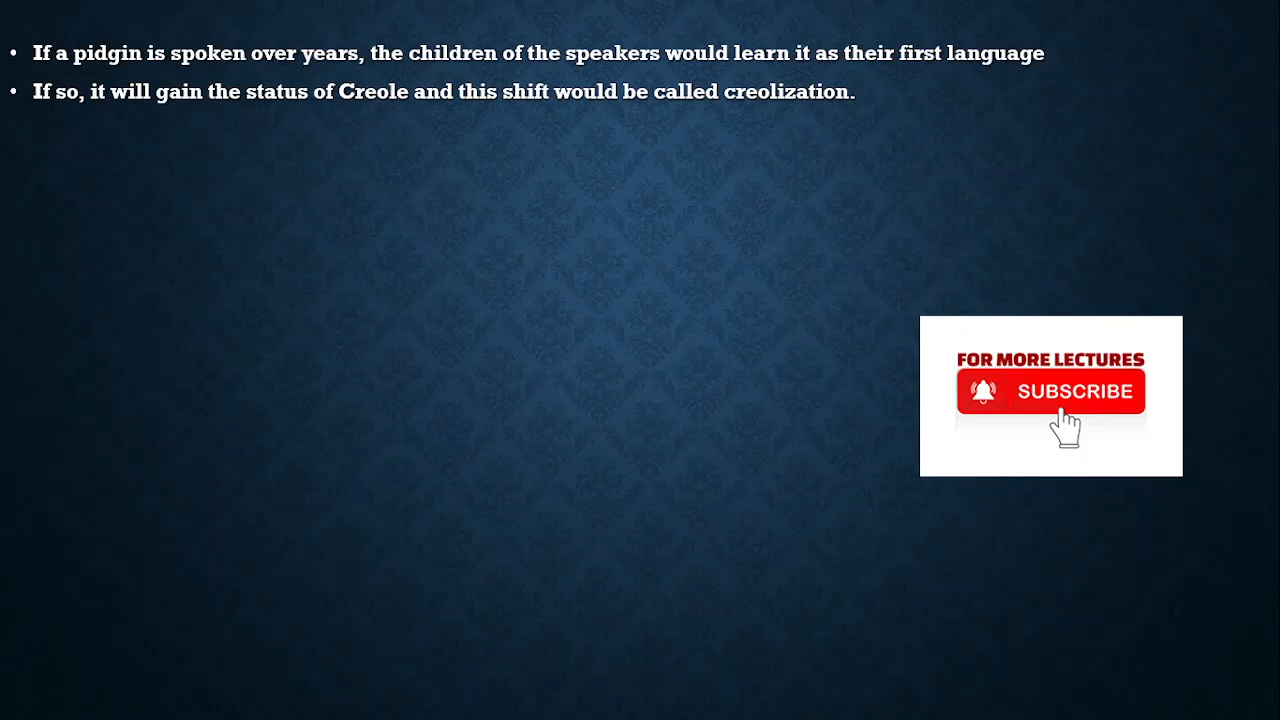 • If a pidgin is spoken over years, the children of the speakers would learn it as their first language
• If so, it will gain the status of Creole and this shift would be called creolization.
FOR MORE LECTURES
SUBSCRIBE